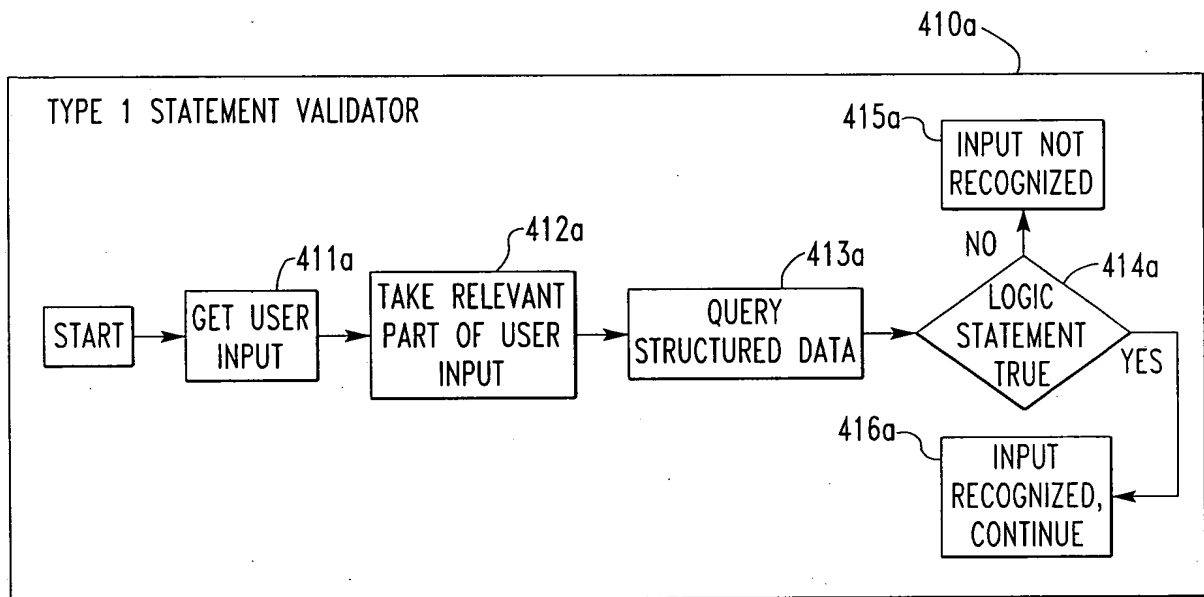 410a
TYPE 1 STATEMENT VALIDATOR
415a
INPUT NOT
RECOGNIZED
412a
411a
413a
NO
414a
START
GET USER
INPUT
TAKE RELEVANT
PART OF USER
INPUT
QUERY
STRUCTURED DATA
LOGIC
STATEMENT
TRUE
YES
416a
INPUT
RECOGNIZED,
CONTINUE